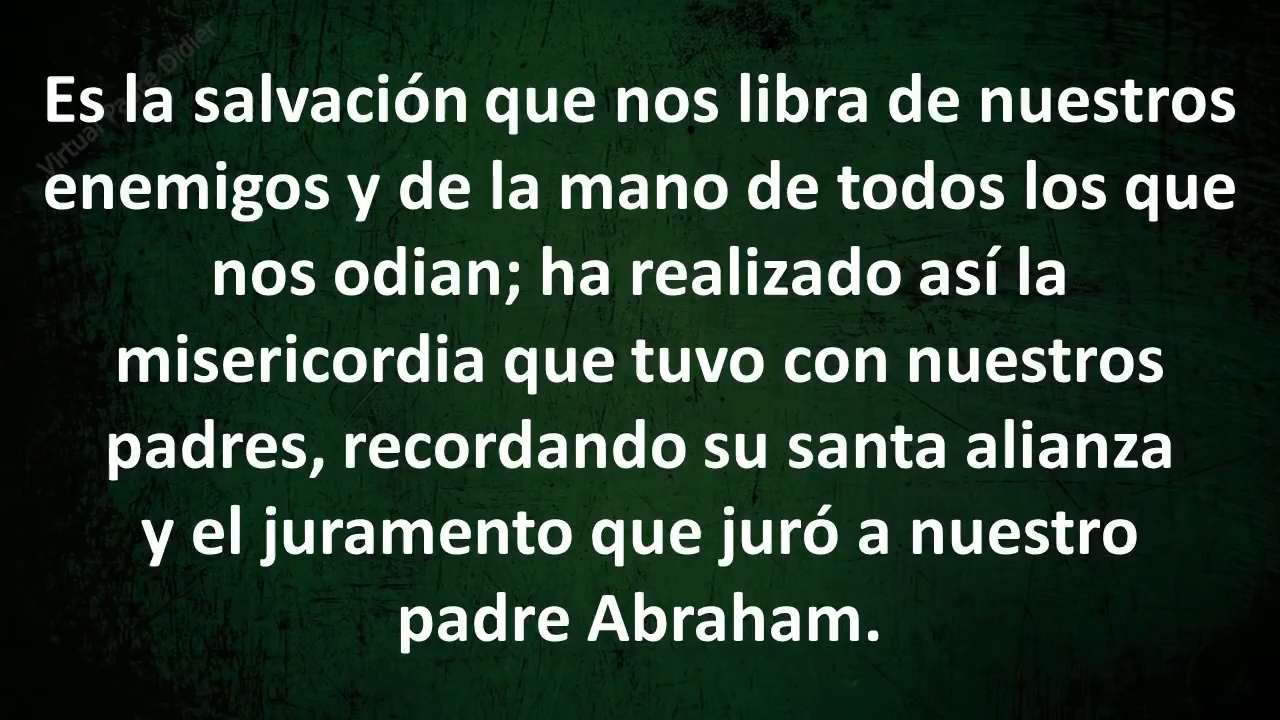 Es la salvación que nos libra de nuestros
enemigos y de la mano de todos los que
nos odian; ha realizado así la
misericordia que tuvo con nuestros
padres, recordando su santa alianza
y el juramento que juró a nuestro
padre Abraham.
Virtual Didier